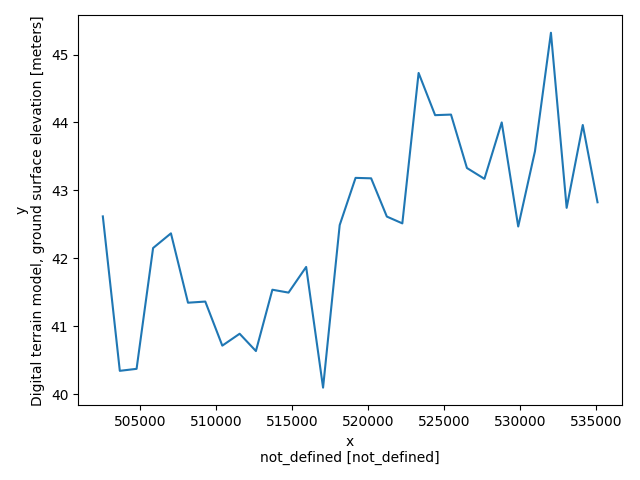 y
Digital terrain model, ground surface elevation [meters]
45
44
43
42
41
40
505000 510000 515000 520000 525000 530000 535000
x
not_defined [not_defined]